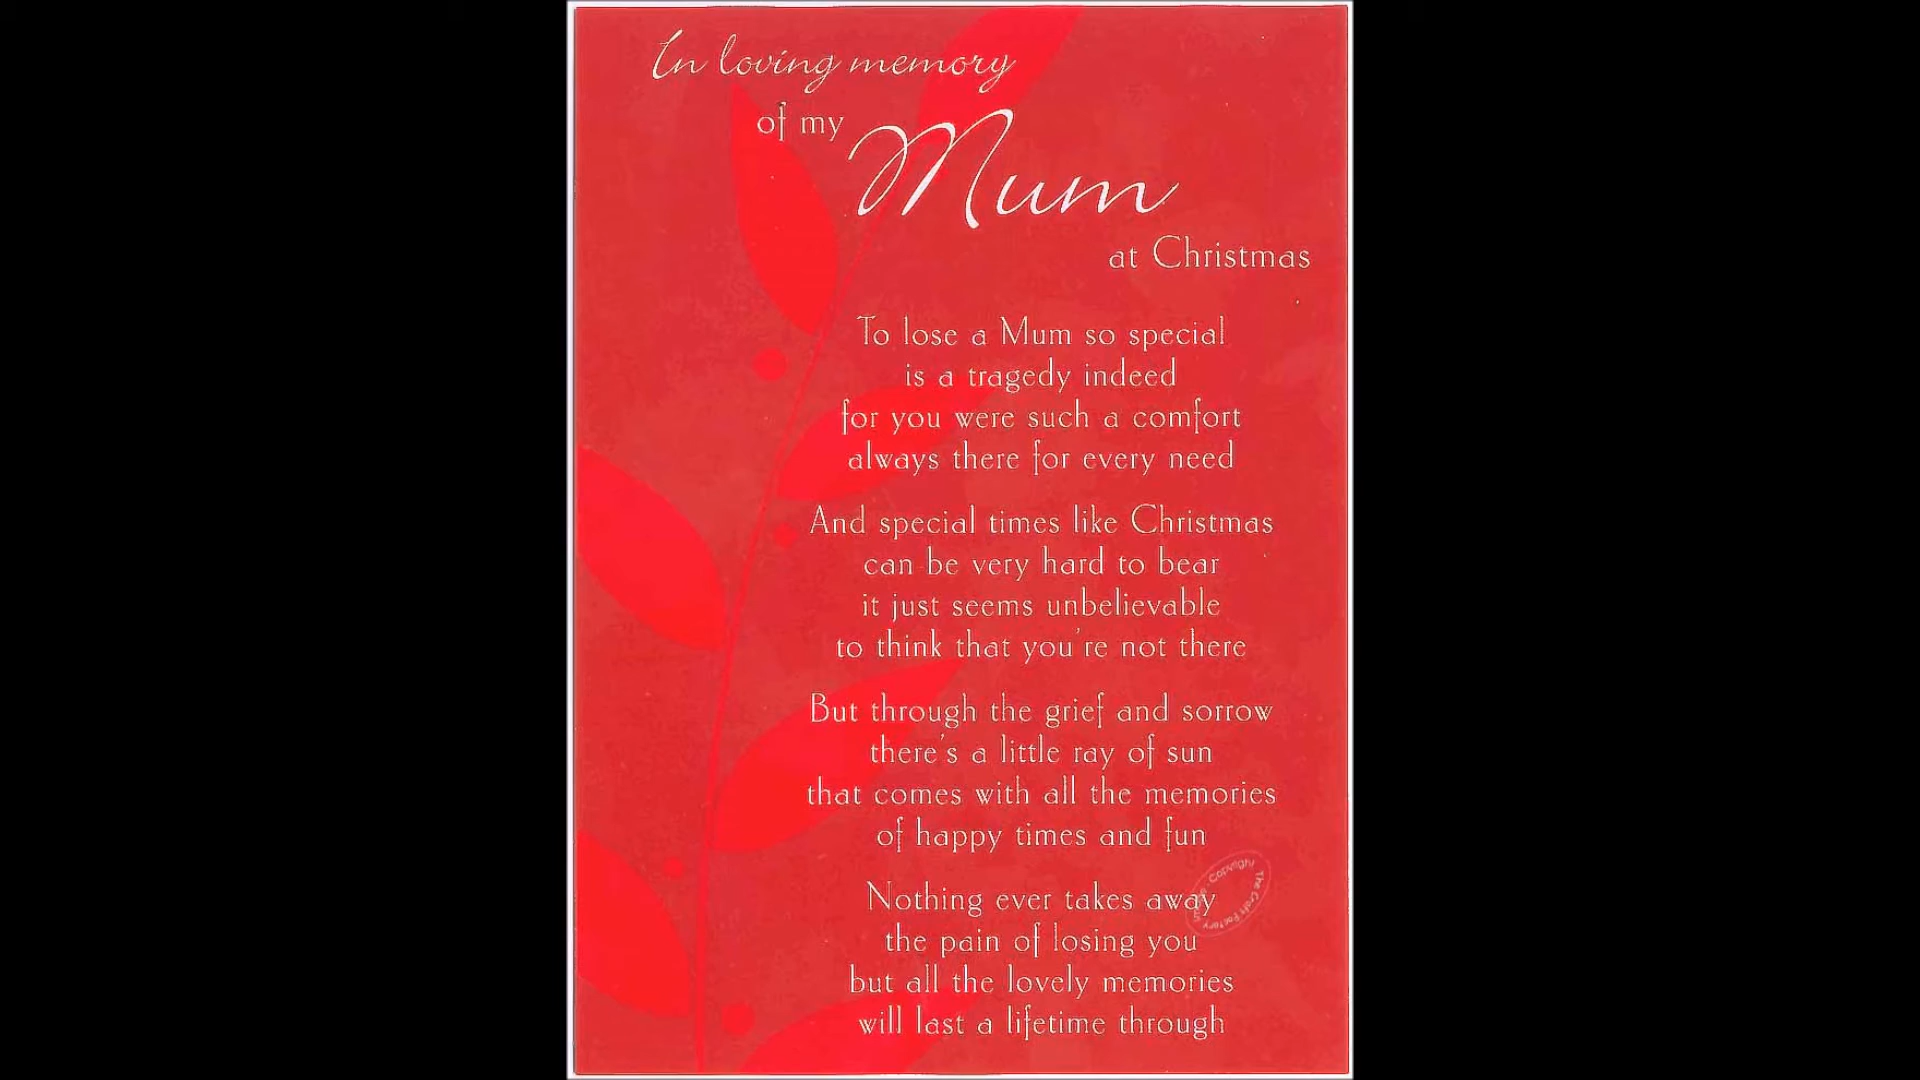 In loving memory
of my
Mum
at Christmas
To lose a Mum so special
is a tragedy indeed
for you were such a comfort
always there for every need
And special times like Christmas
can be very hard to bear
it just seems unbelievable
to think that you're not there
But through the grief and sorrow
there's a little ray of sun
that comes with all the memories
of happy times and fun
Nothing ever takes away
the pain of losing you
but all the lovely memories
will last a lifetime through
Copyright
The Craft Factory